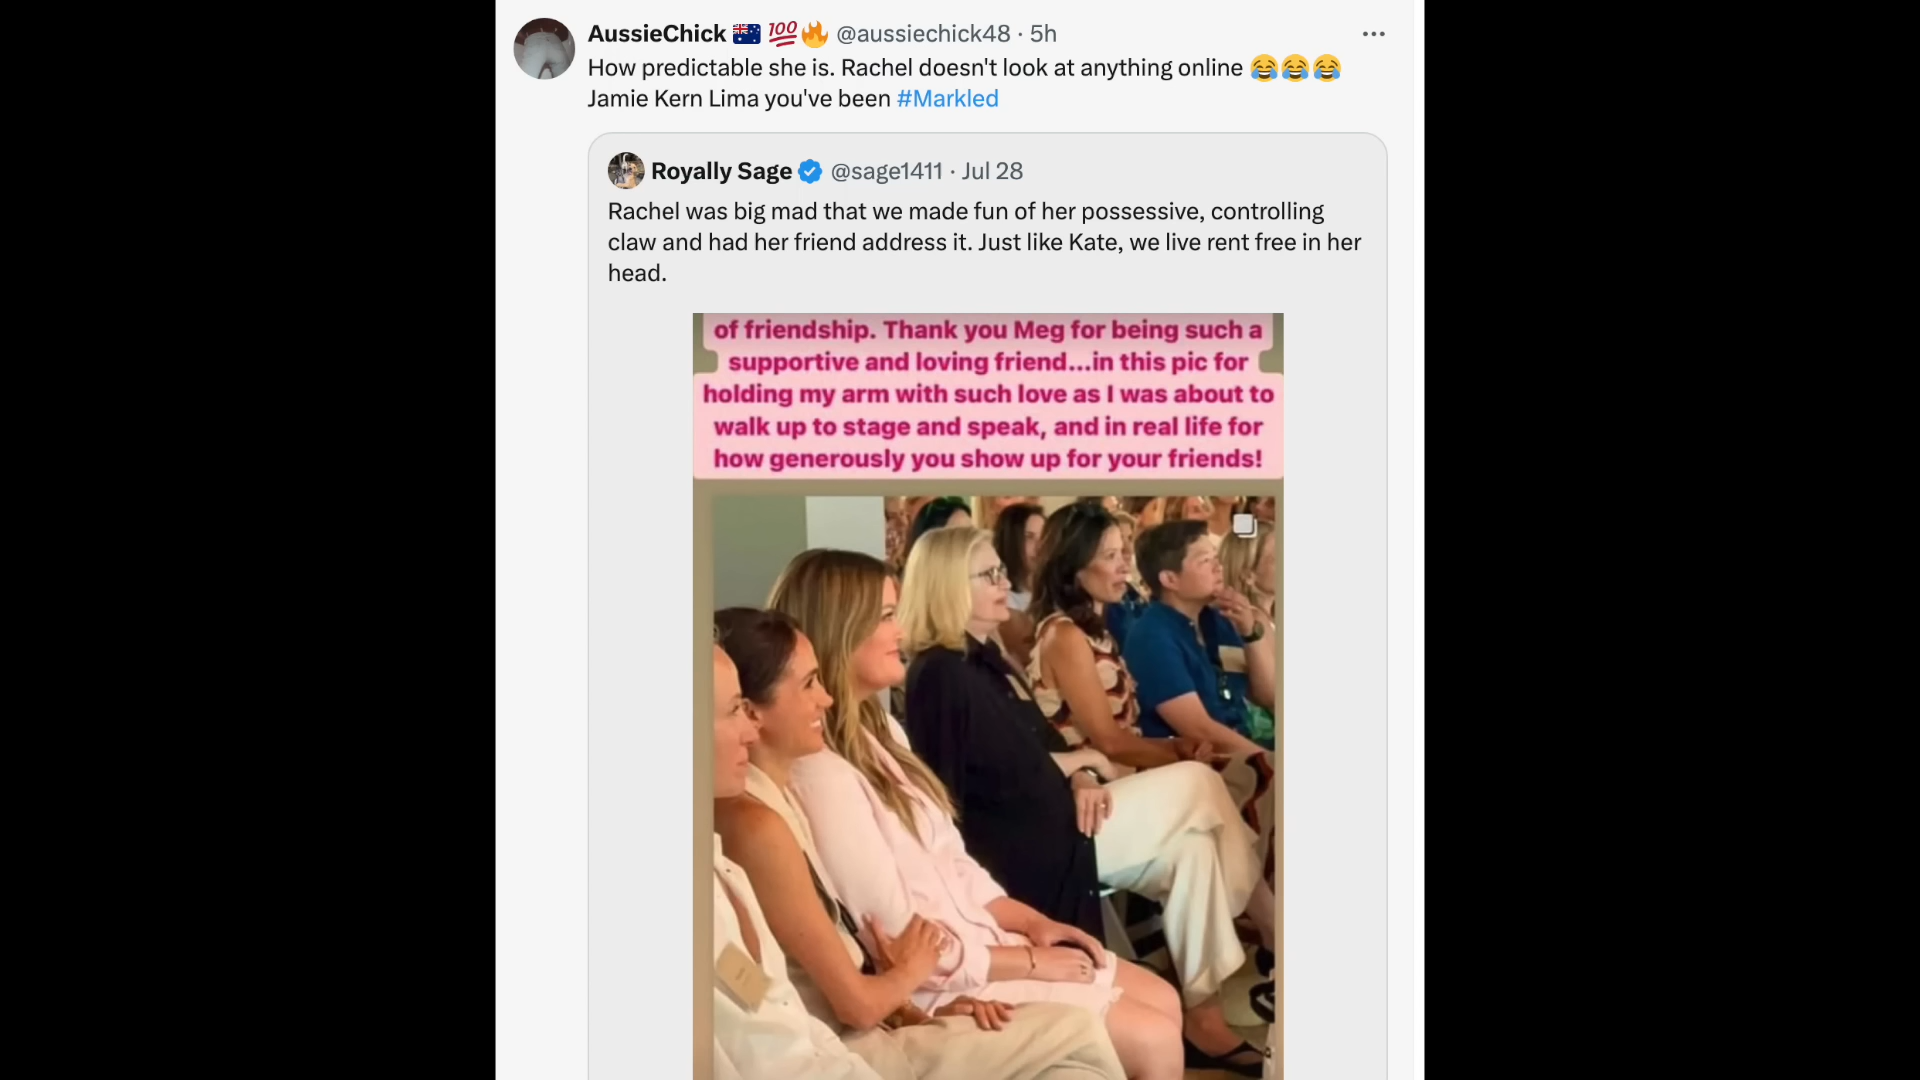 AussieChick 🇦🇺 💯🔥 @aussiechick48 · 5h
How predictable she is. Rachel doesn't look at anything online 😂😂😂
Jamie Kern Lima you've been #Markled
Royally Sage @sage1411 · Jul 28
Rachel was big mad that we made fun of her possessive, controlling
claw and had her friend address it. Just like Kate, we live rent free in her
head.
of friendship. Thank you Meg for being such a
supportive and loving friend...in this pic for
holding my arm with such love as I was about to
walk up to stage and speak, and in real life for
how generously you show up for your friends!